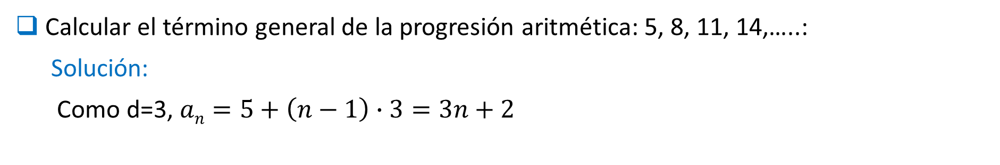 Calcular el término general de la progresión aritmética: 5, 8, 11, 14,…..:
Solución:
Como d=3, aₙ = 5 + (n − 1) · 3 = 3n + 2